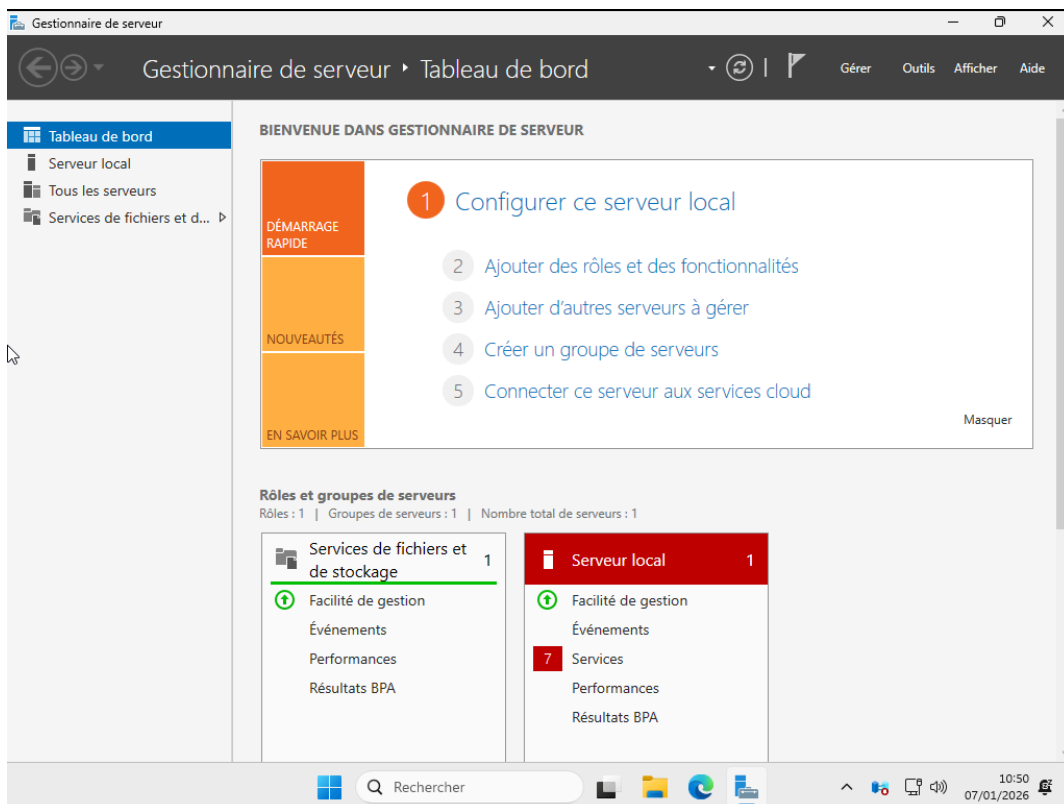 Gestionnaire de serveur
Gestionnaire de serveur ‣ Tableau de bord
Gérer Outils Afficher Aide
Tableau de bord
Serveur local
Tous les serveurs
Services de fichiers et d...
BIENVENUE DANS GESTIONNAIRE DE SERVEUR
DÉMARRAGE
RAPIDE
NOUVEAUTÉS
EN SAVOIR PLUS
1 Configurer ce serveur local
2 Ajouter des rôles et des fonctionnalités
3 Ajouter d’autres serveurs à gérer
4 Créer un groupe de serveurs
5 Connecter ce serveur aux services cloud
Masquer
Rôles et groupes de serveurs
Rôles : 1 | Groupes de serveurs : 1 | Nombre total de serveurs : 1
Services de fichiers et
de stockage 1
Facilité de gestion
Événements
Performances
Résultats BPA
Serveur local 1
Facilité de gestion
Événements
7 Services
Performances
Résultats BPA
Rechercher
10:50
07/01/2026